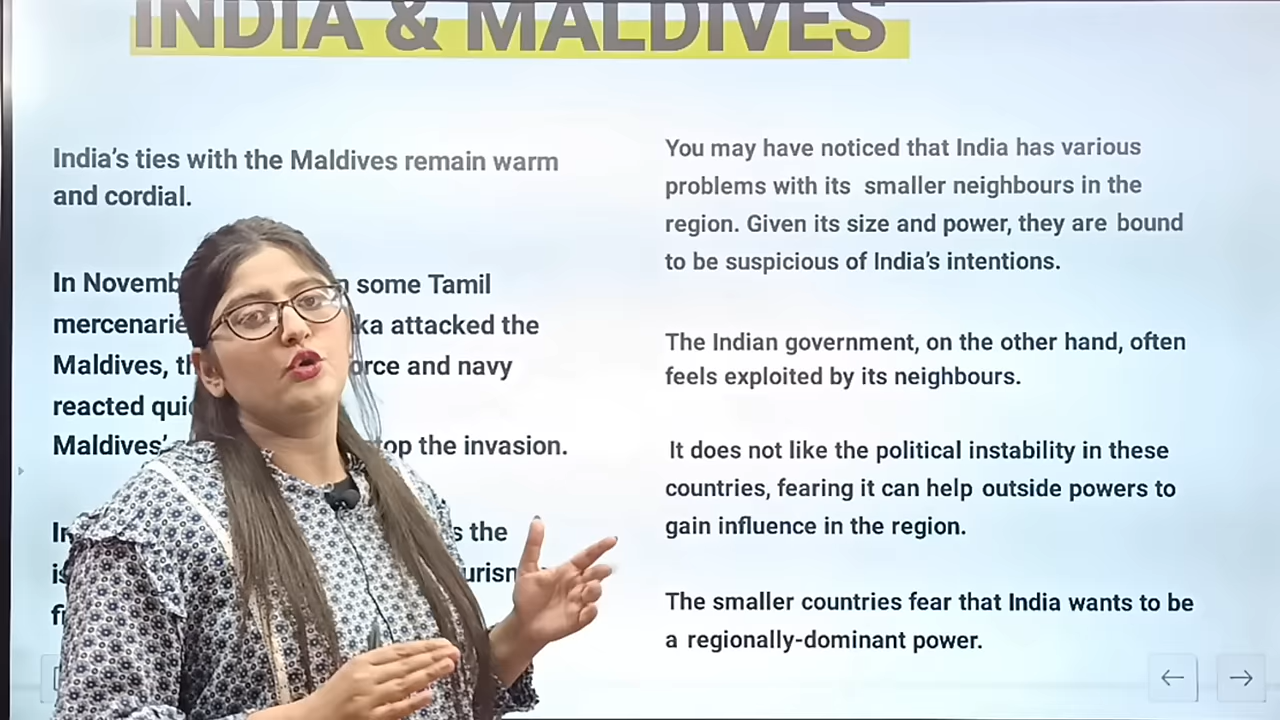 INDIA & MALDIVES
India's ties with the Maldives remain warm
and cordial.
In Novemb some Tamil
mercenarie ka attacked the
Maldives, th orce and navy
reacted qui
Maldives' top the invasion.
In s the
is urism
f
You may have noticed that India has various
problems with its smaller neighbours in the
region. Given its size and power, they are bound
to be suspicious of India's intentions.
The Indian government, on the other hand, often
feels exploited by its neighbours.
It does not like the political instability in these
countries, fearing it can help outside powers to
gain influence in the region.
The smaller countries fear that India wants to be
a regionally-dominant power.